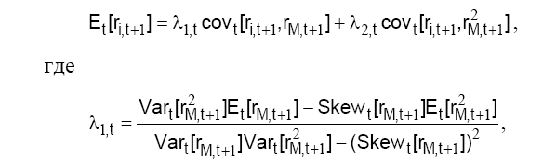 E_t[r_{i,t+1}] = λ_{1,t} cov_t[r_{i,t+1}, r_{M,t+1}] + λ_{2,t} cov_t[r_{i,t+1}, r²_{M,t+1}],
где
λ_{1,t} = (Var_t[r²_{M,t+1}]E_t[r_{M,t+1}] − Skew_t[r_{M,t+1}]E_t[r²_{M,t+1}]) / (Var_t[r_{M,t+1}]Var_t[r²_{M,t+1}] − (Skew_t[r_{M,t+1}])²),